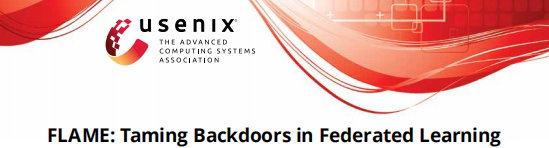 usenix
THE ADVANCED
COMPUTING SYSTEMS
ASSOCIATION
FLAME: Taming Backdoors in Federated Learning